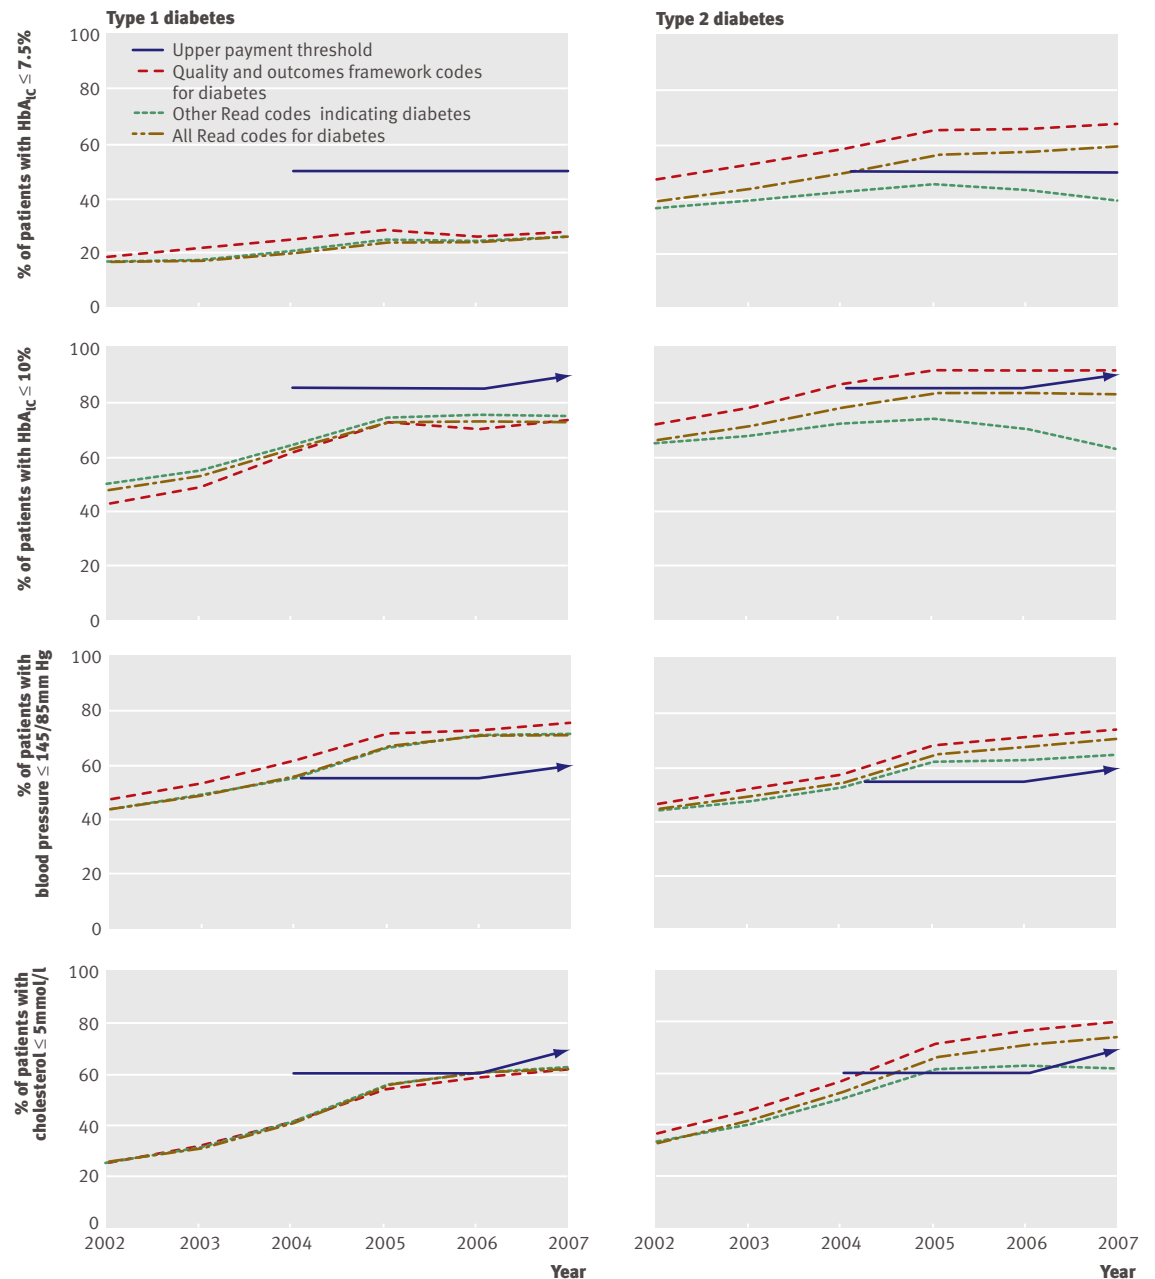 Type 1 diabetes
Type 2 diabetes
% of patients with HbA1c ≤ 7.5%
100
80
60
40
20
0
Upper payment threshold
Quality and outcomes framework codes
for diabetes
Other Read codes indicating diabetes
All Read codes for diabetes
% of patients with HbA1c ≤ 10%
100
80
60
40
20
0
% of patients with
blood pressure ≤ 145/85mm Hg
100
80
60
40
20
0
% of patients with
cholesterol ≤ 5mmol/l
100
80
60
40
20
0
2002 2003 2004 2005 2006 2007
Year
2002 2003 2004 2005 2006 2007
Year